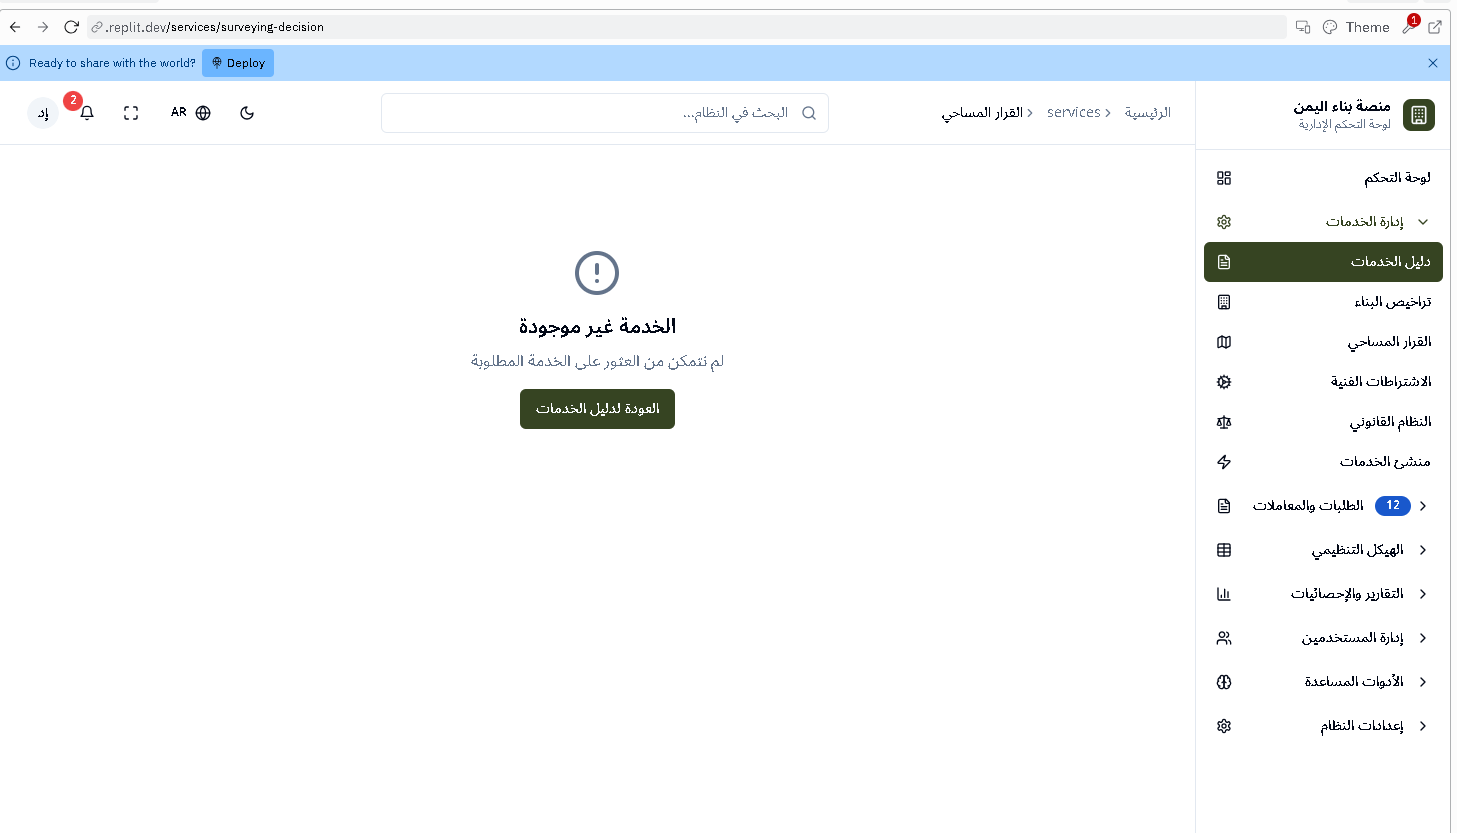 .replit.dev/services/surveying-decision
Theme
1
Ready to share with the world?
Deploy
منصة بناء اليمن
لوحة التحكم الإدارية
الرئيسية
services
القرار المساحي
البحث في النظام...
AR
2
إد
لوحة التحكم
إدارة الخدمات
دليل الخدمات
تراخيص البناء
القرار المساحي
الاشتراطات الفنية
النظام القانوني
منشئ الخدمات
الطلبات والمعاملات
12
الهيكل التنظيمي
التقارير والإحصائيات
إدارة المستخدمين
الأدوات المساعدة
إعدادات النظام
الخدمة غير موجودة
لم نتمكن من العثور على الخدمة المطلوبة
العودة لدليل الخدمات